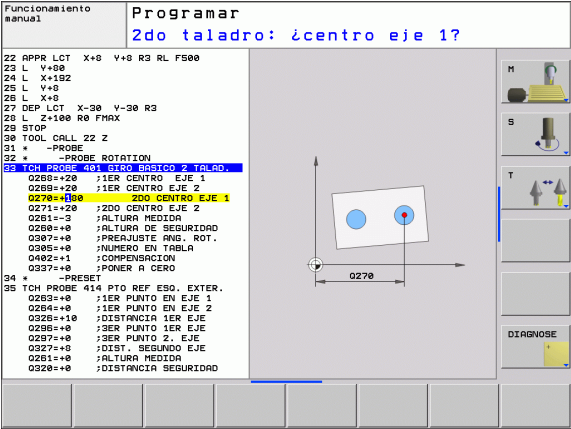 Funcionamiento
manual
Programar
2do taladro: ¿centro eje 1?
22 APPR LCT X+8 Y+8 R3 RL F500
23 L Y+80
24 L X+192
25 L Y+8
26 L X+8
27 DEP LCT X-30 Y-30 R3
28 L Z+100 R0 FMAX
29 STOP
30 TOOL CALL 22 Z
31 * -PROBE
32 * -PROBE ROTATION
33 TCH PROBE 401 GIRO BASICO 2 TALAD.
Q268=+20 ;1ER CENTRO EJE 1
Q269=+20 ;1ER CENTRO EJE 2
Q270=+180 2DO CENTRO EJE 1
Q271=+20 ;2DO CENTRO EJE 2
Q261=-3 ;ALTURA MEDIDA
Q260=+0 ;ALTURA DE SEGURIDAD
Q307=+0 ;PREAJUSTE ANG. ROT.
Q305=+0 ;NUMERO EN TABLA
Q402=+1 ;COMPENSACION
Q337=+0 ;PONER A CERO
34 * -PRESET
35 TCH PROBE 414 PTO REF ESQ. EXTER.
Q263=+0 ;1ER PUNTO EN EJE 1
Q264=+0 ;1ER PUNTO EN EJE 2
Q326=+10 ;DISTANCIA 1ER EJE
Q296=+0 ;3ER PUNTO 1ER EJE
Q297=+0 ;3ER PUNTO 2. EJE
Q327=+8 ;DIST. SEGUNDO EJE
Q261=+0 ;ALTURA MEDIDA
Q320=+0 ;DISTANCIA SEGURIDAD
Q270
M
S
T
DIAGNOSE